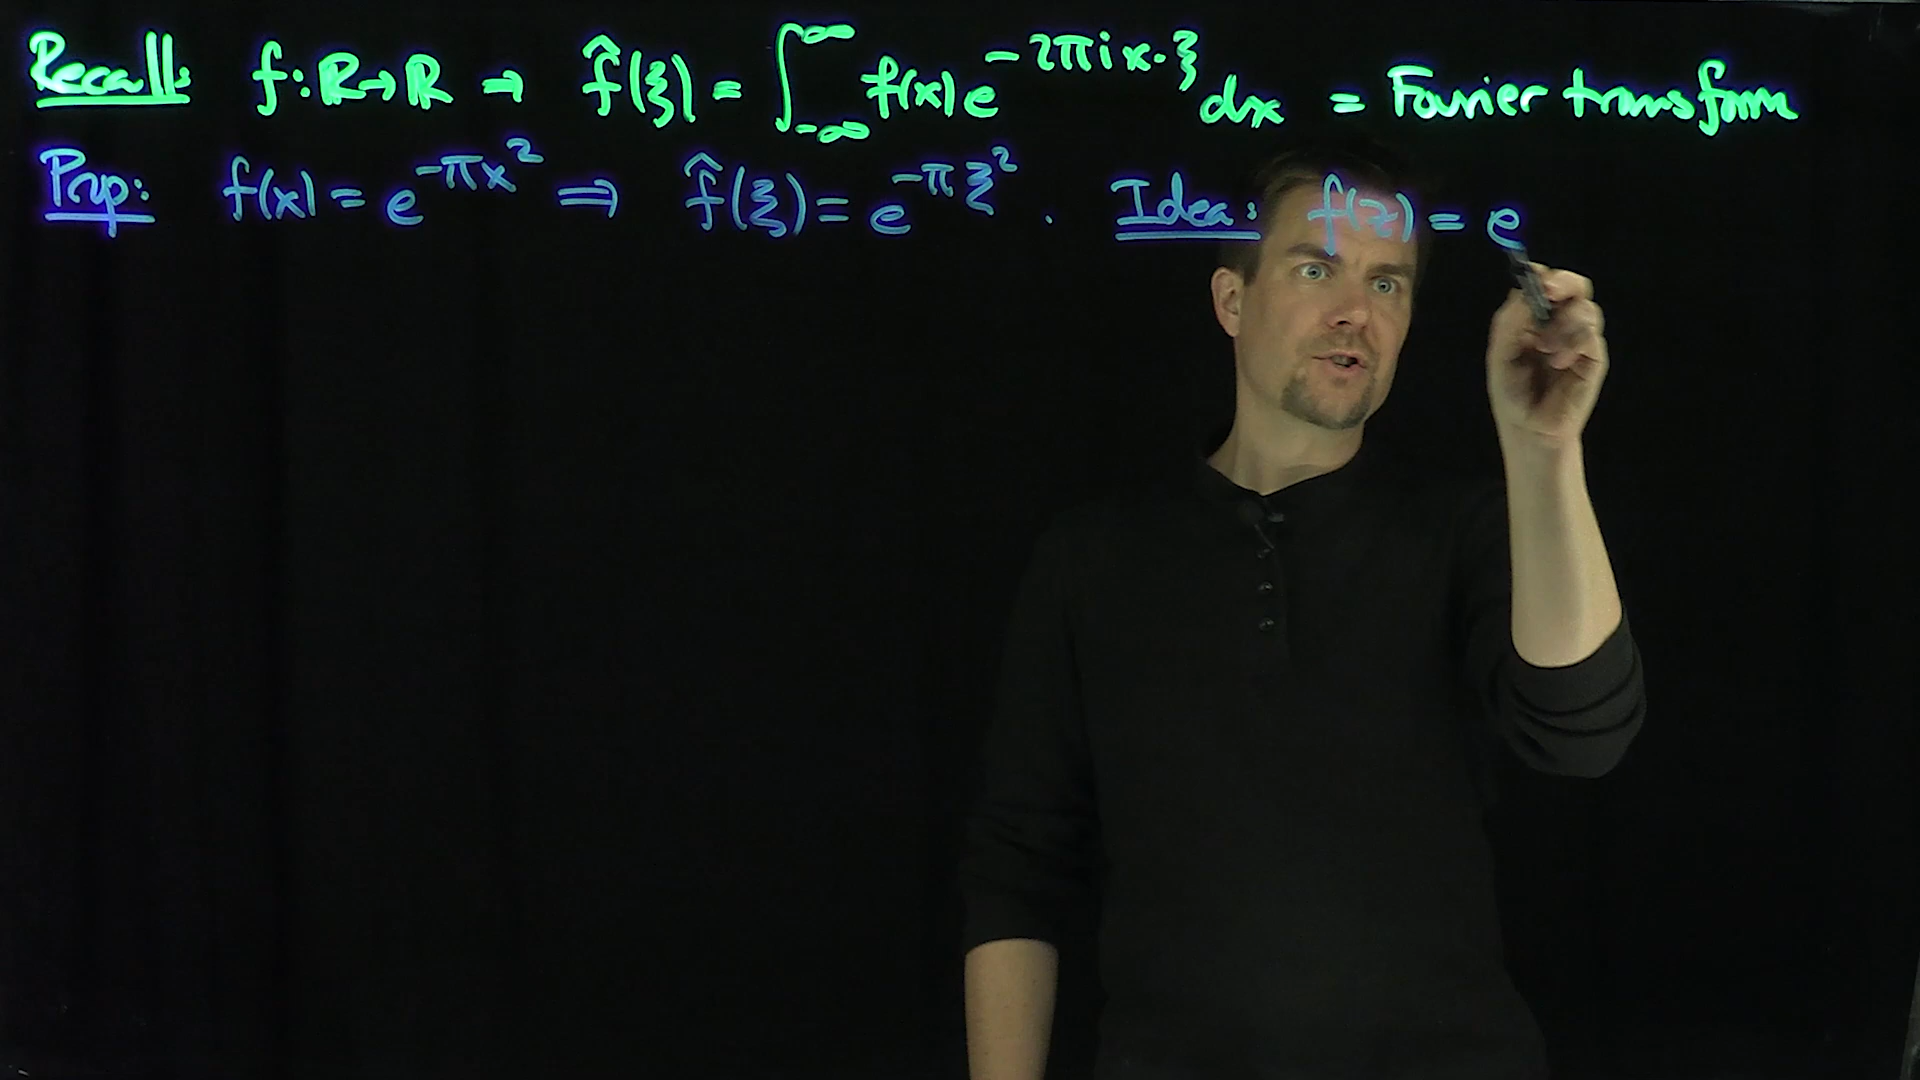 Recall: f:ℝ→ℝ ⇒ f̂(ξ) = ∫_{-∞}^{∞} f(x)e^{-2πix·ξ} dx = Fourier transform
Prop: f(x) = e^{-πx²} ⇒ f̂(ξ) = e^{-πξ²}. Idea: f(z) = e